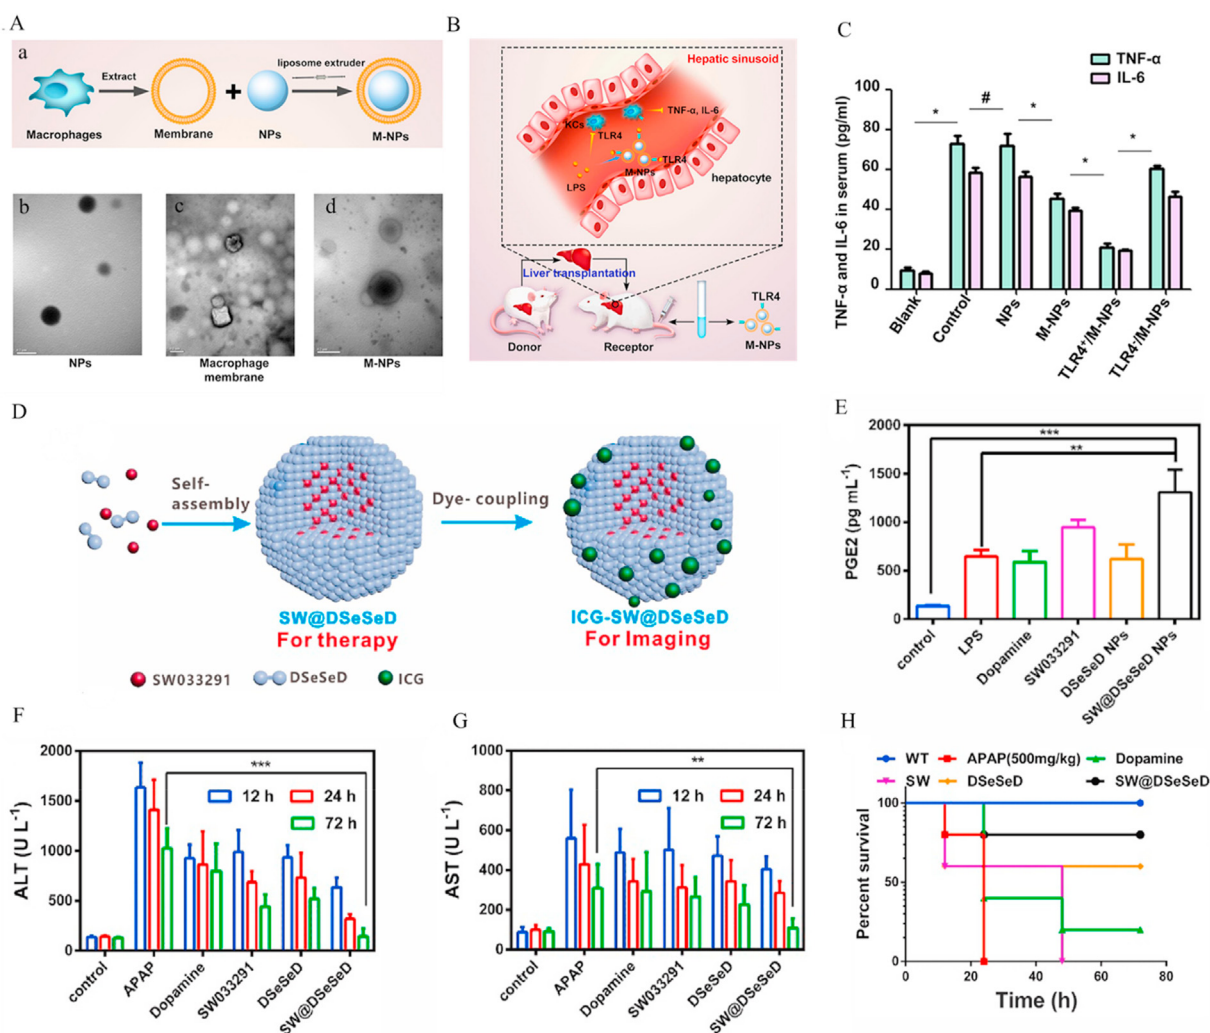 A
a
Extract
liposome extruder
+
Macrophages
Membrane
NPs
M-NPs
b
c
d
NPs
Macrophage
membrane
M-NPs
B
Hepatic sinusoid
KCs
TNF-α, IL-6
TLR4
TLR4
LPS
M-NPs
hepatocyte
Liver transplantation
TLR4
Donor
Receptor
M-NPs
C
TNF-α
IL-6
TNF-α and IL-6 in serum (pg/ml)
100
80
60
40
20
0
*
#
*
*
*
Blank
Control
NPs
M-NPs
TLR4⁺/M-NPs
TLR4⁻/M-NPs
D
Self-
assembly
Dye- coupling
SW@DSeSeD
For therapy
ICG-SW@DSeSeD
For Imaging
SW033291
DSeSeD
ICG
E
PGE2 (pg mL⁻¹)
2000
1500
1000
500
0
***
**
control
LPS
Dopamine
SW033291
DSeSeD NPs
SW@DSeSeD NPs
F
ALT (U L⁻¹)
2000
1500
1000
500
0
***
12 h
24 h
72 h
control
APAP
Dopamine
SW033291
DSeSeD
SW@DSeSeD
G
AST (U L⁻¹)
1000
800
600
400
200
0
**
12 h
24 h
72 h
control
APAP
Dopamine
SW033291
DSeSeD
SW@DSeSeD
H
WT
APAP(500mg/kg)
Dopamine
SW
DSeSeD
SW@DSeSeD
Percent survival
100
50
0
0
20
40
60
80
Time (h)